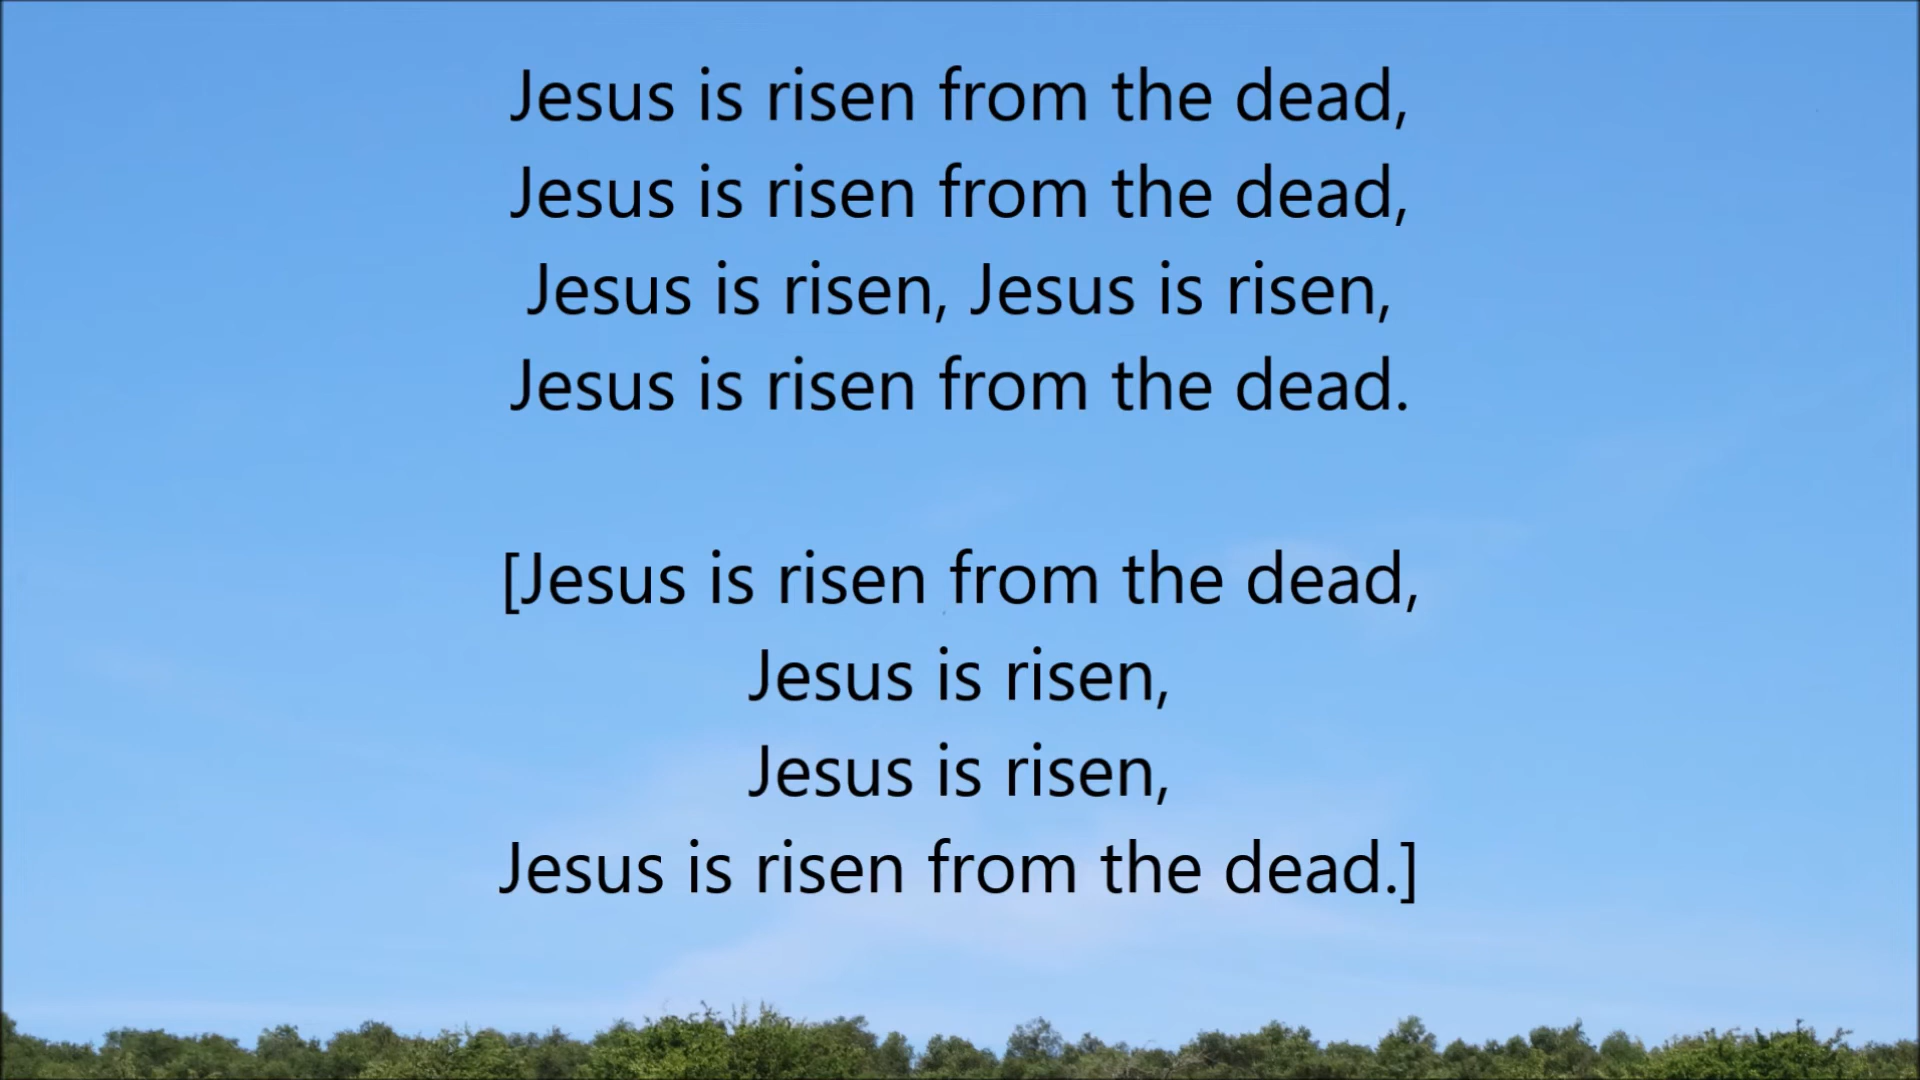 Jesus is risen from the dead,
Jesus is risen from the dead,
Jesus is risen, Jesus is risen,
Jesus is risen from the dead.
[Jesus is risen from the dead,
Jesus is risen,
Jesus is risen,
Jesus is risen from the dead.]